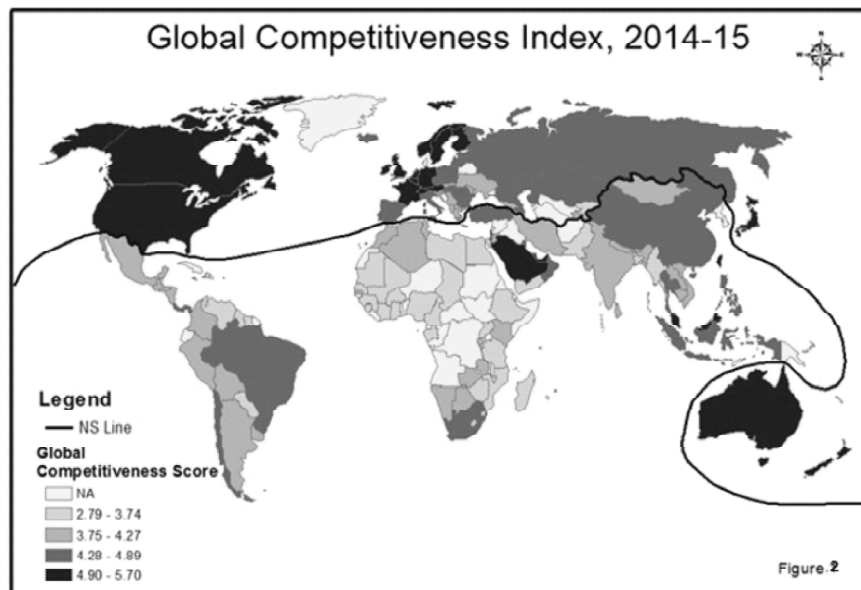 Global Competitiveness Index, 2014-15
N
W E
S
Legend
NS Line
Global
Competitiveness Score
NA
2.79 - 3.74
3.75 - 4.27
4.28 - 4.89
4.90 - 5.70
Figure 2